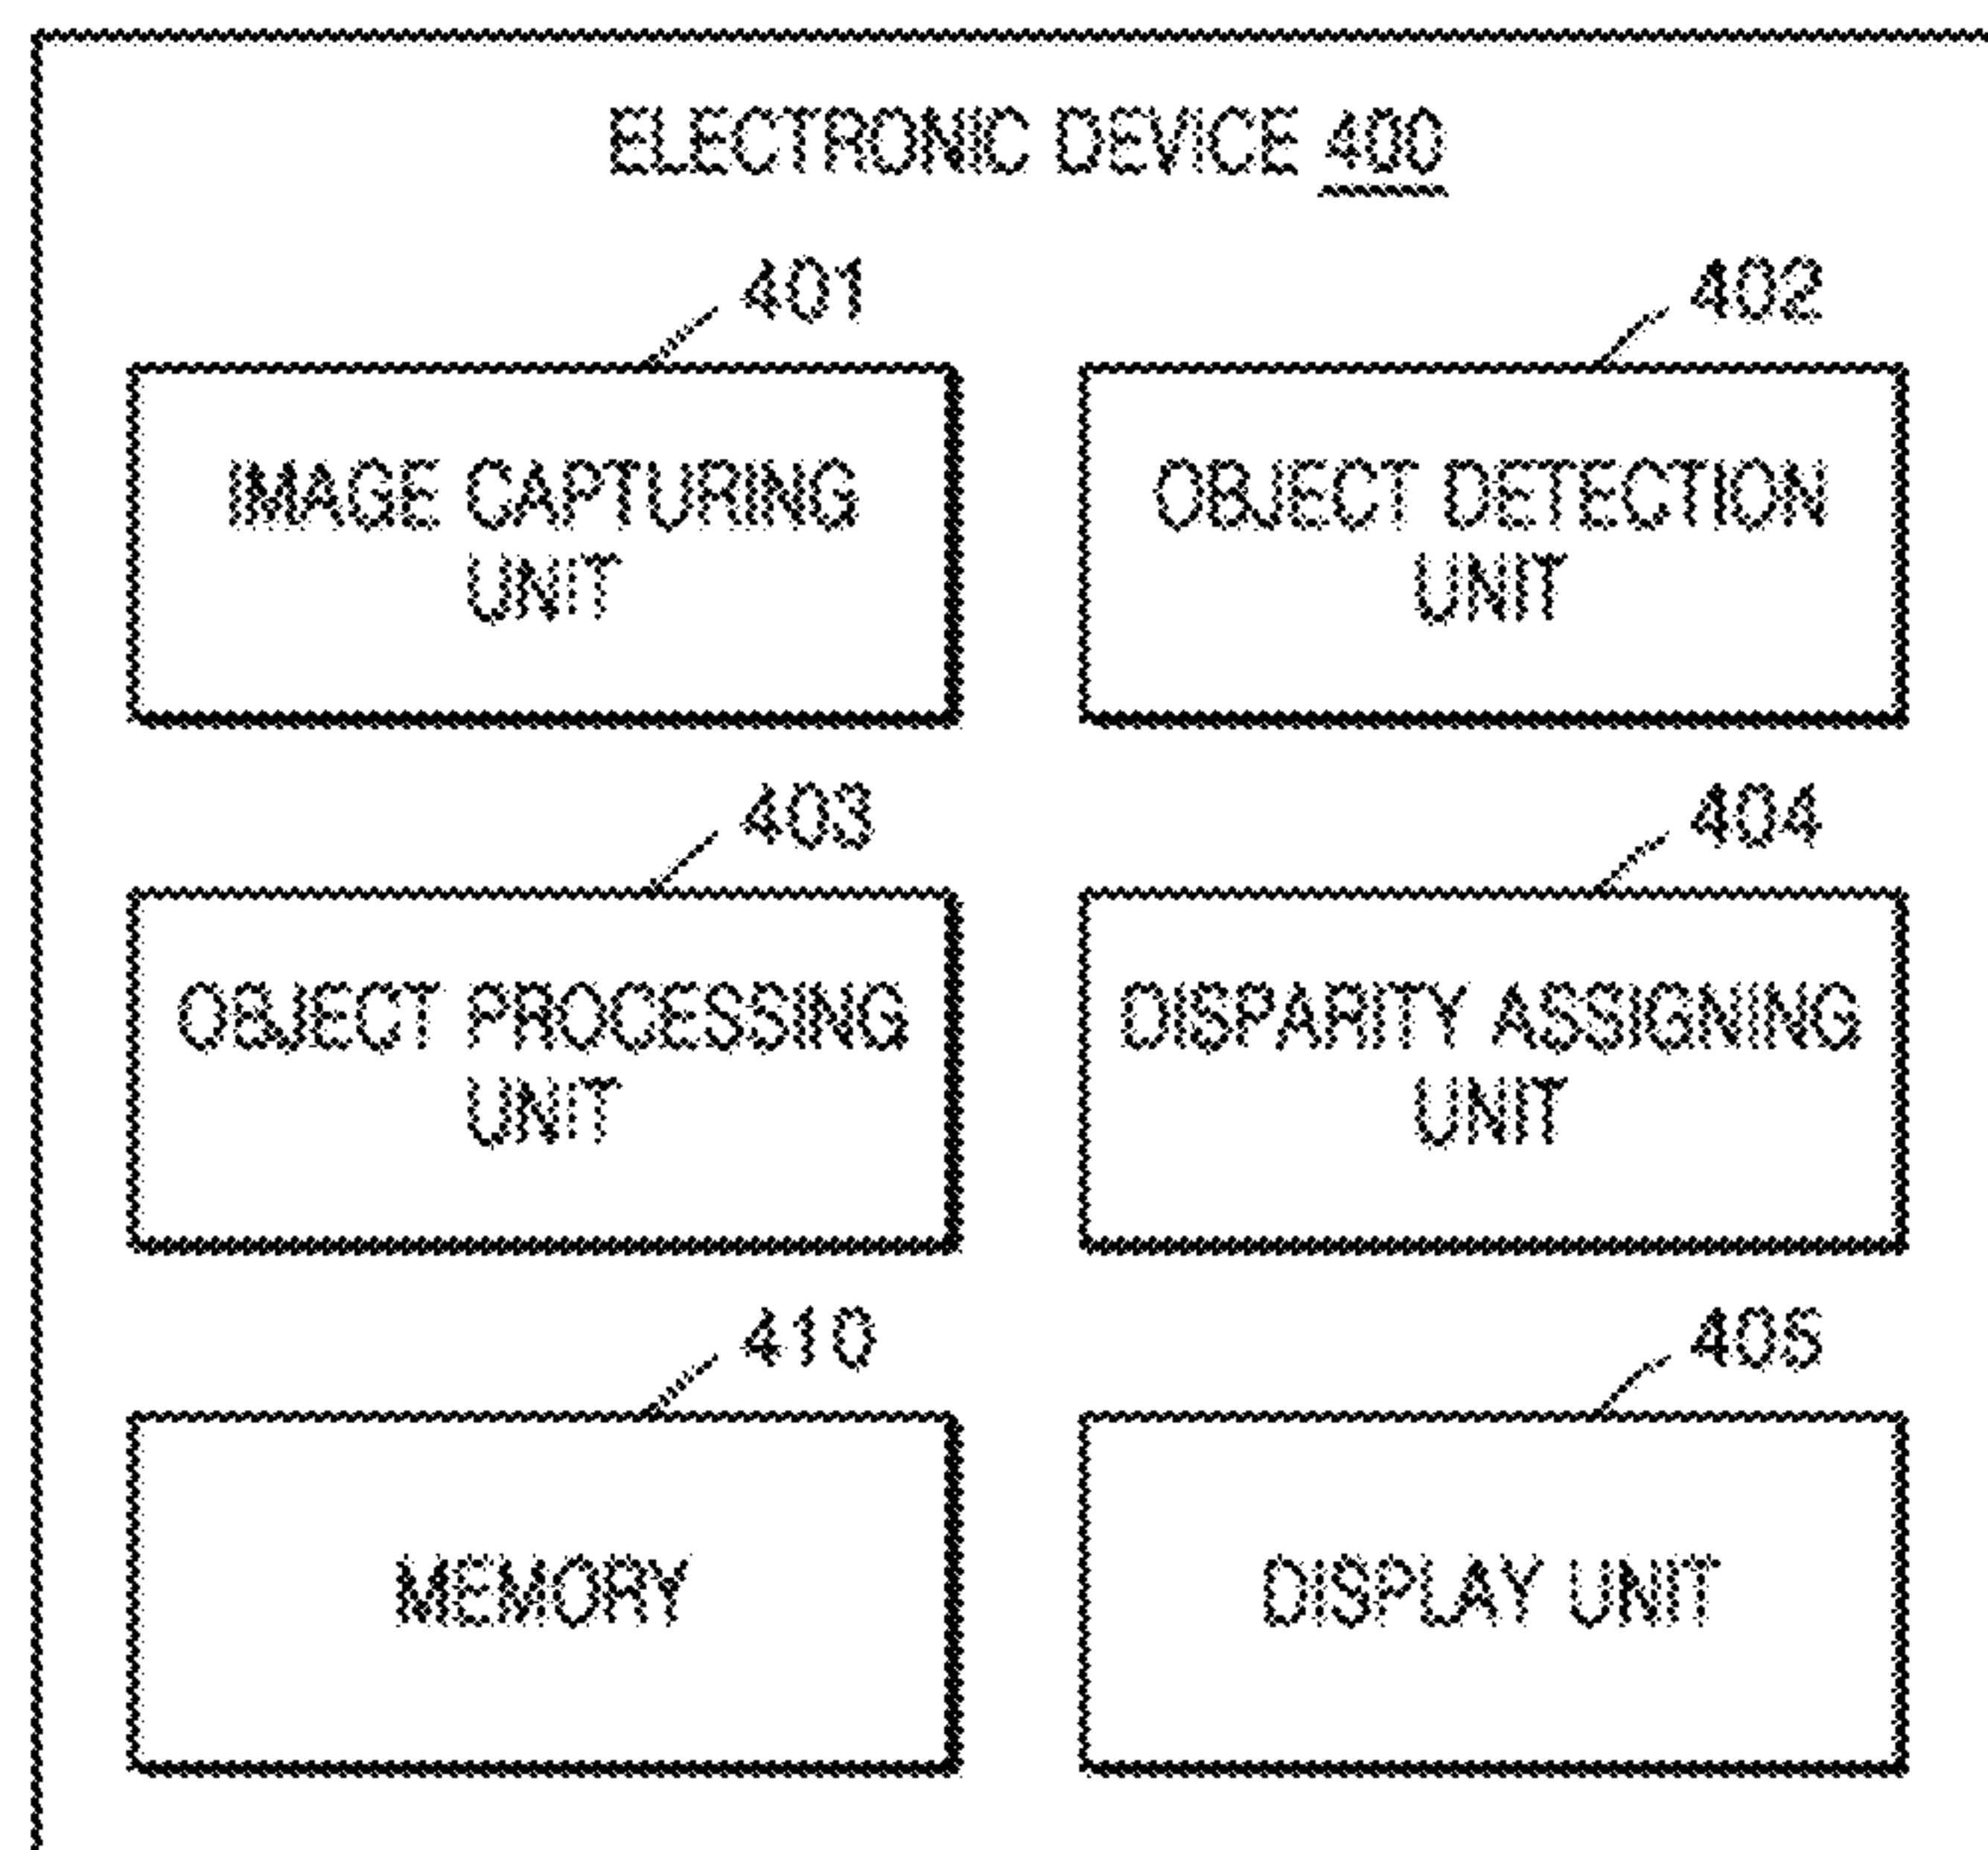 ELECTRONIC DEVICE 400
401
IMAGE CAPTURING
UNIT
402
OBJECT DETECTION
UNIT
403
OBJECT PROCESSING
UNIT
404
DISPARITY ASSIGNING
UNIT
410
MEMORY
405
DISPLAY UNIT